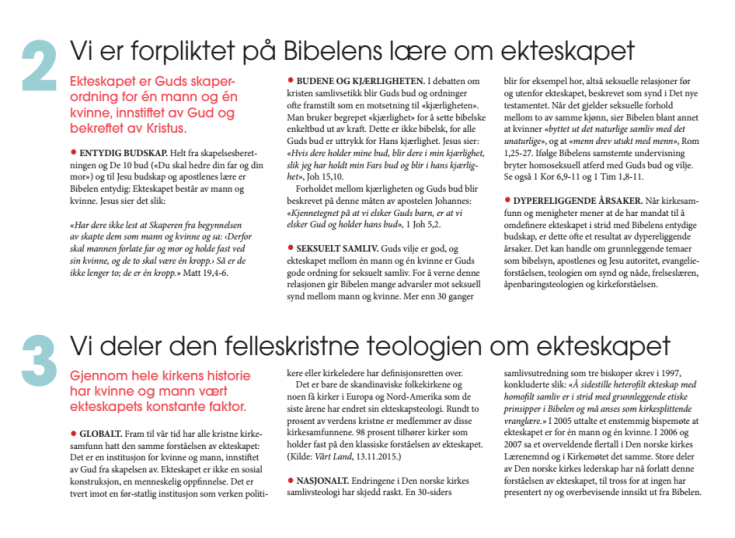 2
Vi er forpliktet på Bibelens lære om ekteskapet
Ekteskapet er Guds skaper-
ordning for én mann og én
kvinne, innstiftet av Gud og
bekreftet av Kristus.
• ENTYDIG BUDSKAP. Helt fra skapelsesberet-
ningen og De 10 bud («Du skal hedre din far og din
mor») og til Jesu budskap og apostlenes lære er
Bibelen entydig: Ekteskapet består av mann og
kvinne. Jesus sier det slik:
«Har dere ikke lest at Skaperen fra begynnelsen
av skapte dem som mann og kvinne og sa: ‹Derfor
skal mannen forlate far og mor og holde fast ved
sin kvinne, og de to skal være én kropp.› Så er de
ikke lenger to; de er én kropp.» Matt 19,4-6.
• BUDENE OG KJÆRLIGHETEN. I debatten om
kristen samlivsetikk blir Guds bud og ordninger
ofte framstilt som en motsetning til «kjærligheten».
Man bruker begrepet «kjærlighet» for å sette bibelske
enkeltbud ut av kraft. Dette er ikke bibelsk, for alle
Guds bud er uttrykk for Hans kjærlighet. Jesus sier:
«Hvis dere holder mine bud, blir dere i min kjærlighet,
slik jeg har holdt min Fars bud og blir i hans kjærlig-
het», Joh 15,10.
Forholdet mellom kjærligheten og Guds bud blir
beskrevet på denne måten av apostelen Johannes:
«Kjennetegnet på at vi elsker Guds barn, er at vi
elsker Gud og holder hans bud», 1 Joh 5,2.
• SEKSUELT SAMLIV. Guds vilje er god, og
ekteskapet mellom én mann og én kvinne er Guds
gode ordning for seksuelt samliv. For å verne denne
relasjonen gir Bibelen mange advarsler mot seksuell
synd mellom mann og kvinne. Mer enn 30 ganger
blir for eksempel hor, altså seksuelle relasjoner før
og utenfor ekteskapet, beskrevet som synd i Det nye
testamentet. Når det gjelder seksuelle forhold
mellom to av samme kjønn, sier Bibelen blant annet
at kvinner «byttet ut det naturlige samliv med det
unaturlige», og at «menn drev utukt med menn», Rom
1,25-27. Ifølge Bibelens samstemte undervisning
bryter homoseksuell atferd med Guds bud og vilje.
Se også 1 Kor 6,9-11 og 1 Tim 1,8-11.
• DYPERELIGGENDE ÅRSAKER. Når kirkesam-
funn og menigheter mener at de har mandat til å
omdefinere ekteskapet i strid med Bibelens entydige
budskap, er dette ofte et resultat av dypereliggende
årsaker. Det kan handle om grunnleggende temaer
som bibelsyn, apostlenes og Jesu autoritet, evangelie-
forståelsen, teologien om synd og nåde, frelseslæren,
åpenbaringsteologien og kirkeforståelsen.
3
Vi deler den felleskristne teologien om ekteskapet
Gjennom hele kirkens historie
har kvinne og mann vært
ekteskapets konstante faktor.
• GLOBALT. Fram til vår tid har alle kristne kirke-
samfunn hatt den samme forståelsen av ekteskapet:
Det er en institusjon for kvinne og mann, innstiftet
av Gud fra skapelsen av. Ekteskapet er ikke en sosial
konstruksjon, en menneskelig oppfinnelse. Det er
tvert imot en før-statlig institusjon som verken politi-
kere eller kirkeledere har definisjonsretten over.
Det er bare de skandinaviske folkekirkene og
noen få kirker i Europa og Nord-Amerika som de
siste årene har endret sin ekteskapsteologi. Rundt to
prosent av verdens kristne er medlemmer av disse
kirkesamfunnene. 98 prosent tilhører kirker som
holder fast på den klassiske forståelsen av ekteskapet.
(Kilde: Vårt Land, 13.11.2015.)
• NASJONALT. Endringene i Den norske kirkes
samlivsteologi har skjedd raskt. En 30-siders
samlivsutredning som tre biskoper skrev i 1997,
konkluderte slik: «Å sidestille heterofilt ekteskap med
homofilt samliv er i strid med grunnleggende etiske
prinsipper i Bibelen og må anses som kirkesplittende
vranglære.» I 2005 uttalte et enstemmig bispemøte at
ekteskapet er for én mann og én kvinne. I 2006 og
2007 sa et overveldende flertall i Den norske kirkes
Lærenemnd og i Kirkemøtet det samme. Store deler
av Den norske kirkes lederskap har nå forlatt denne
forståelsen av ekteskapet, til tross for at ingen har
presentert ny og overbevisende innsikt ut fra Bibelen.